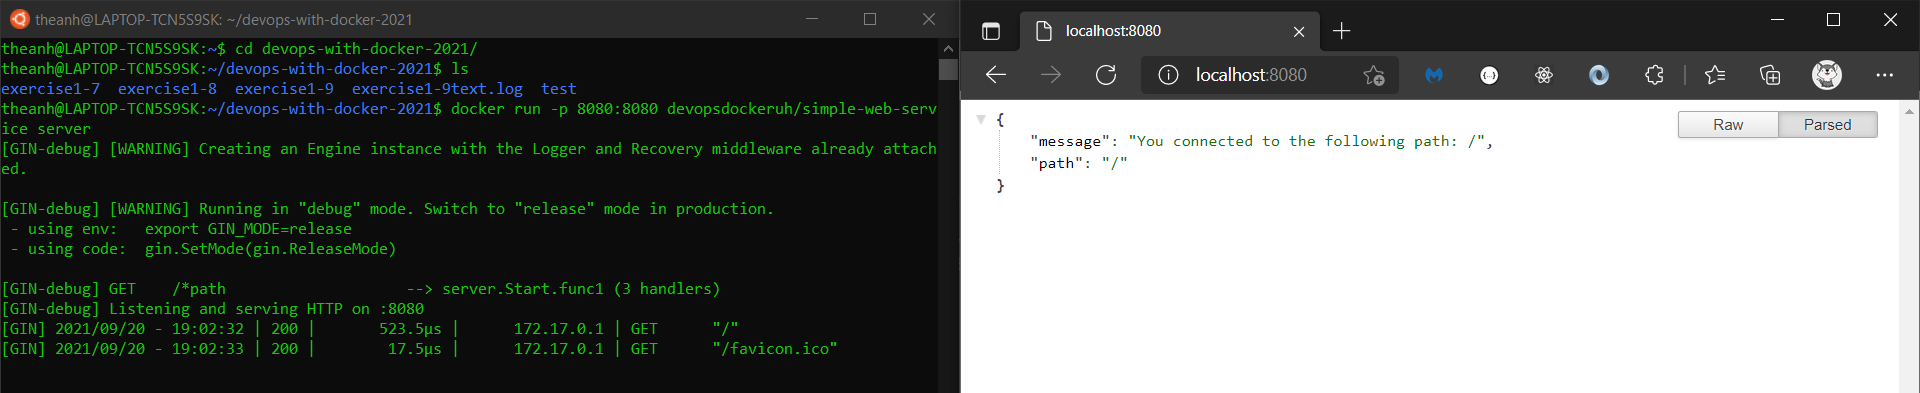 theanh@LAPTOP-TCN5S9SK: ~/devops-with-docker-2021
theanh@LAPTOP-TCN5S9SK:~$ cd devops-with-docker-2021/
theanh@LAPTOP-TCN5S9SK:~/devops-with-docker-2021$ ls
exercise1-7  exercise1-8  exercise1-9  exercise1-9text.log  test
theanh@LAPTOP-TCN5S9SK:~/devops-with-docker-2021$ docker run -p 8080:8080 devopsdockeruh/simple-web-serv
ice server
[GIN-debug] [WARNING] Creating an Engine instance with the Logger and Recovery middleware already attach
ed.
[GIN-debug] [WARNING] Running in "debug" mode. Switch to "release" mode in production.
 - using env:   export GIN_MODE=release
 - using code:  gin.SetMode(gin.ReleaseMode)
[GIN-debug] GET    /*path                    --> server.Start.func1 (3 handlers)
[GIN-debug] Listening and serving HTTP on :8080
[GIN] 2021/09/20 - 19:02:32 | 200 |       523.5µs |      172.17.0.1 | GET      "/"
[GIN] 2021/09/20 - 19:02:33 | 200 |        17.5µs |      172.17.0.1 | GET      "/favicon.ico"
localhost:8080
localhost:8080
Raw
Parsed
{
"message": "You connected to the following path: /",
"path": "/"
}